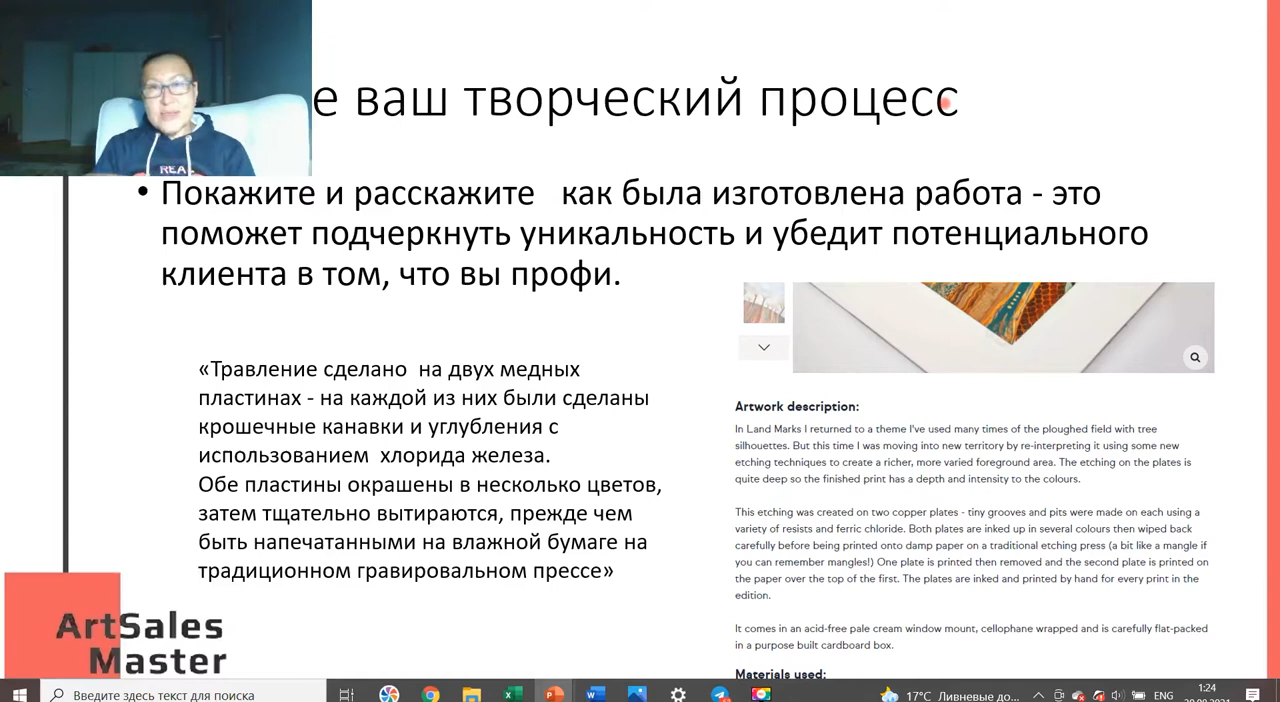 е ваш творческий процесс
REAL
• Покажите и расскажите как была изготовлена работа - это
поможет подчеркнуть уникальность и убедит потенциального
клиента в том, что вы профи.
«Травление сделано на двух медных
пластинах - на каждой из них были сделаны
крошечные канавки и углубления с
использованием хлорида железа.
Обе пластины окрашены в несколько цветов,
затем тщательно вытираются, прежде чем
быть напечатанными на влажной бумаге на
традиционном гравировальном прессе»
Artwork description:
In Land Marks I returned to a theme I've used many times of the ploughed field with tree
silhouettes. But this time I was moving into new territory by re-interpreting it using some new
etching techniques to create a richer, more varied foreground area. The etching on the plates is
quite deep so the finished print has a depth and intensity to the colours.
This etching was created on two copper plates - tiny grooves and pits were made on each using a
variety of resists and ferric chloride. Both plates are inked up in several colours then wiped back
carefully before being printed onto damp paper on a traditional etching press (a bit like a mangle if
you can remember mangles!) One plate is printed then removed and the second plate is printed on
the paper over the top of the first. The plates are inked and printed by hand for every print in the
edition.
It comes in an acid-free pale cream window mount, cellophane wrapped and is carefully flat-packed
in a purpose built cardboard box.
Materials used:
ArtSales
Master
Введите здесь текст для поиска
17°C Ливневые до...
ENG
1:24